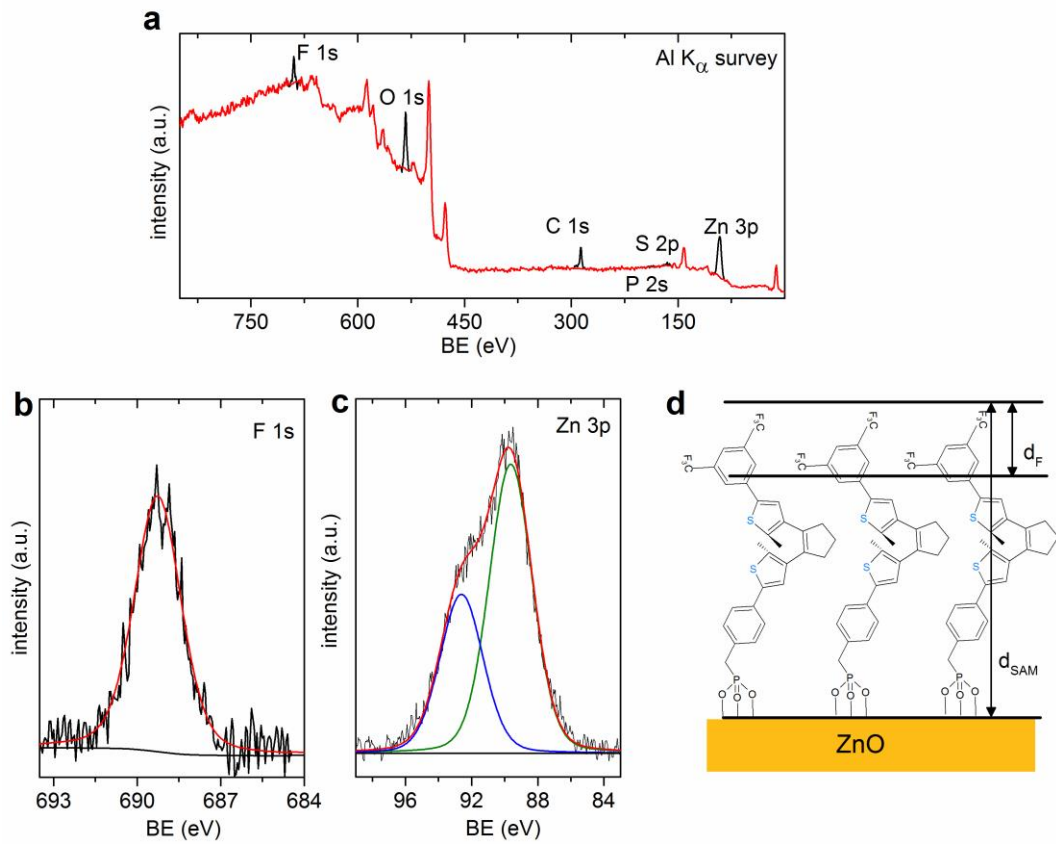 a
Al Kα survey
F 1s
O 1s
C 1s
S 2p
P 2s
Zn 3p
intensity (a.u.)
750 600 450 300 150
BE (eV)
b
F 1s
intensity (a.u.)
693 690 687 684
BE (eV)
c
Zn 3p
intensity (a.u.)
96 92 88 84
BE (eV)
d
F₃C F₃C F₃C
F₃C F₃C F₃C
d_F
S S S
S S S
d_SAM
P P P
O O O O O O O O O
ZnO